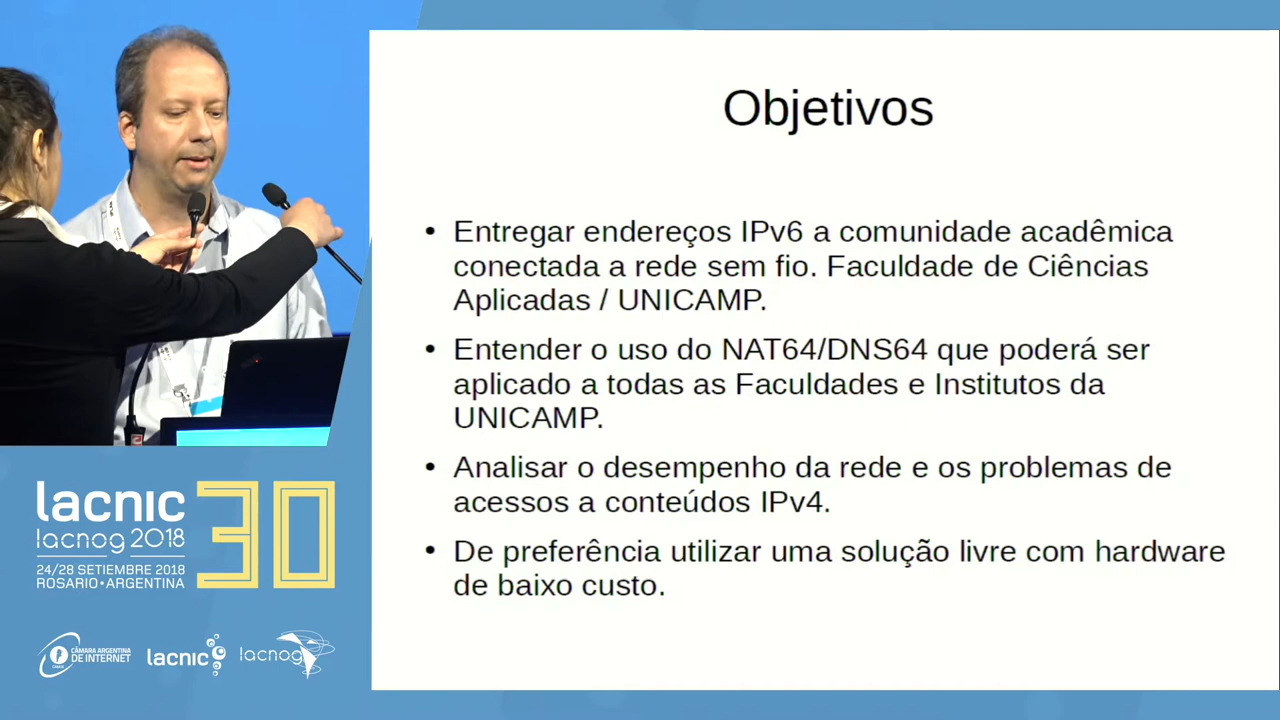 Objetivos
• Entregar endereços IPv6 a comunidade acadêmica
conectada a rede sem fio. Faculdade de Ciências
Aplicadas / UNICAMP.
• Entender o uso do NAT64/DNS64 que poderá ser
aplicado a todas as Faculdades e Institutos da
UNICAMP.
• Analisar o desempenho da rede e os problemas de
acessos a conteúdos IPv4.
• De preferência utilizar uma solução livre com hardware
de baixo custo.
lacnic 30
lacnog 2018
24/28 SETIEMBRE 2018
ROSARIO•ARGENTINA
CÁMARA ARGENTINA
DE INTERNET
lacnic
lacnog